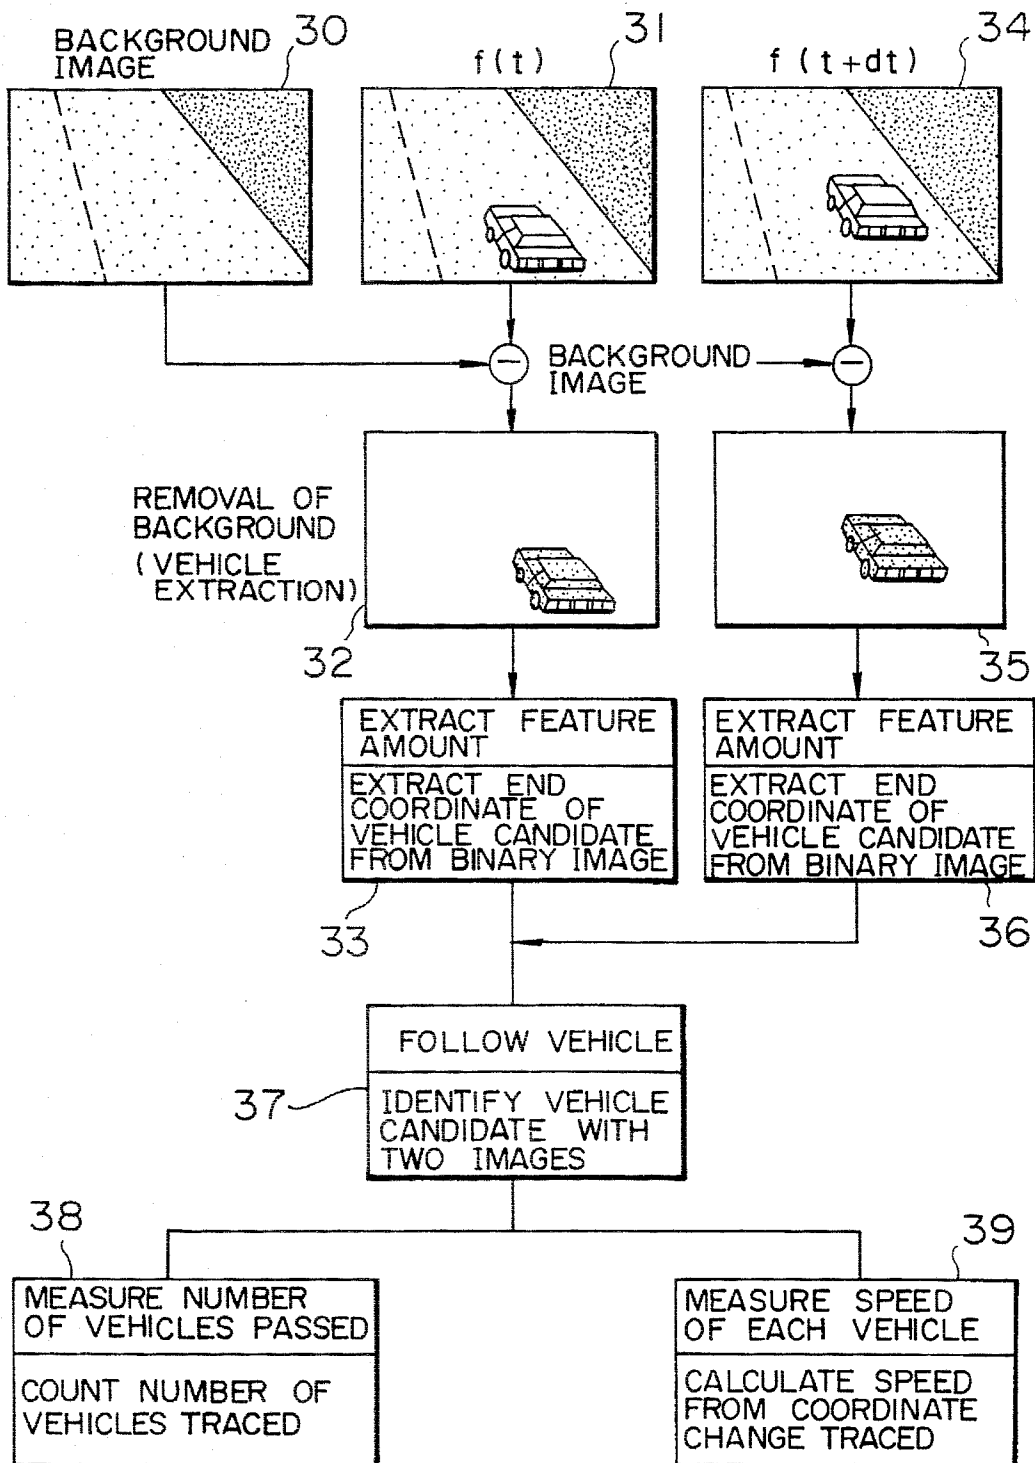 BACKGROUND
IMAGE
30
f(t)
31
f(t+dt)
34
BACKGROUND
IMAGE
REMOVAL OF
BACKGROUND
(VEHICLE
EXTRACTION)
32
35
EXTRACT FEATURE
AMOUNT
EXTRACT END
COORDINATE OF
VEHICLE CANDIDATE
FROM BINARY IMAGE
33
EXTRACT FEATURE
AMOUNT
EXTRACT END
COORDINATE OF
VEHICLE CANDIDATE
FROM BINARY IMAGE
36
FOLLOW VEHICLE
37
IDENTIFY VEHICLE
CANDIDATE WITH
TWO IMAGES
38
MEASURE NUMBER
OF VEHICLES PASSED
COUNT NUMBER OF
VEHICLES TRACED
39
MEASURE SPEED
OF EACH VEHICLE
CALCULATE SPEED
FROM COORDINATE
CHANGE TRACED